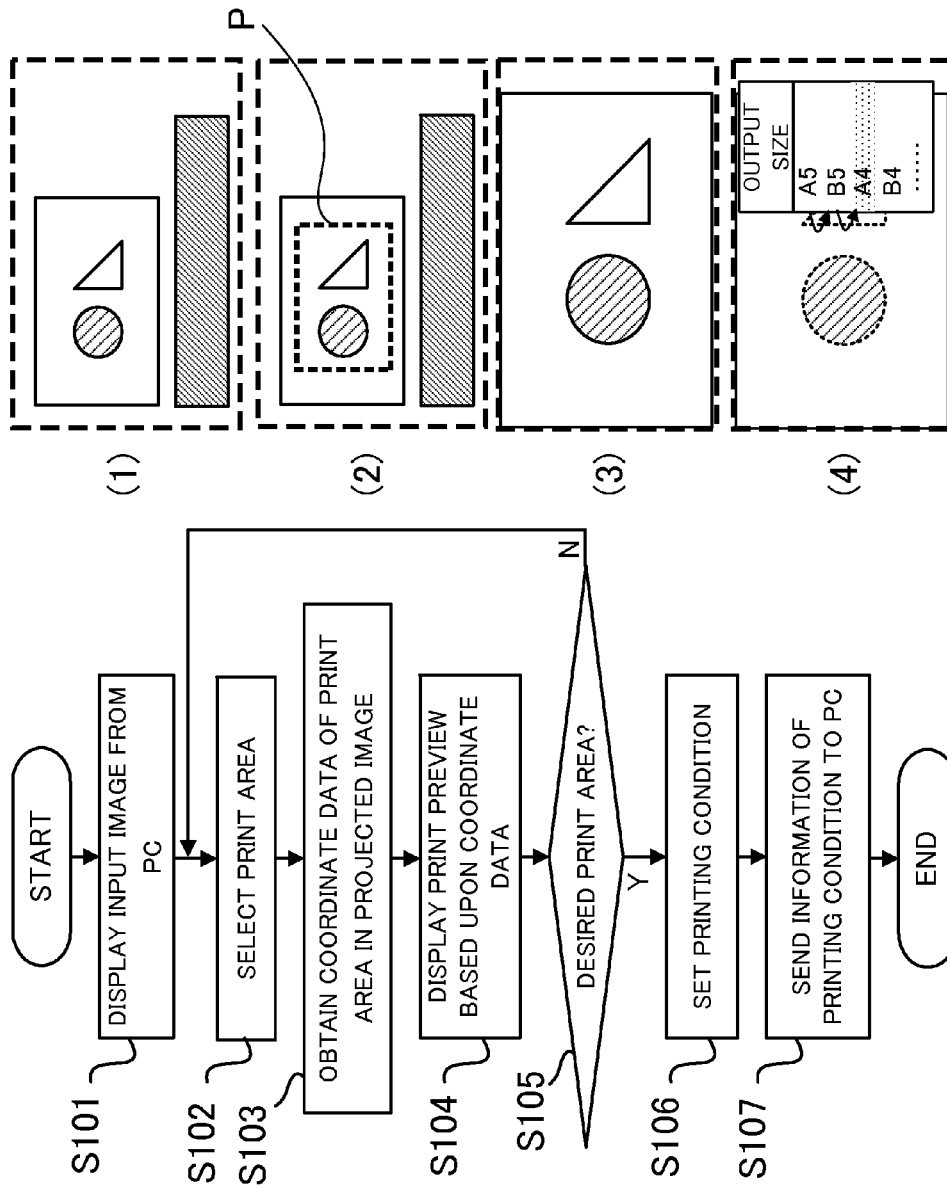 START
S101
DISPLAY INPUT IMAGE FROM
PC
S102
SELECT PRINT AREA
S103
OBTAIN COORDINATE DATA OF PRINT
AREA IN PROJECTED IMAGE
S104
DISPLAY PRINT PREVIEW
BASED UPON COORDINATE
DATA
S105
DESIRED PRINT AREA?
N
Y
S106
SET PRINTING CONDITION
S107
SEND INFORMATION OF
PRINTING CONDITION TO PC
END
(1)
(2)
P
(3)
(4)
OUTPUT
SIZE
A5
B5
A4
B4
......